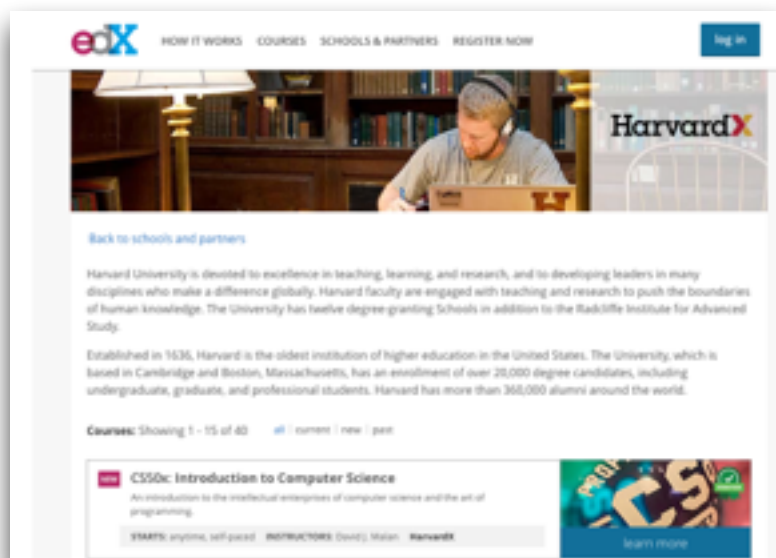 edX HOW IT WORKS COURSES SCHOOLS & PARTNERS REGISTER NOW log in
HarvardX
Back to schools and partners
Harvard University is devoted to excellence in teaching, learning, and research, and to developing leaders in many
disciplines who make a difference globally. Harvard faculty are engaged with teaching and research to push the boundaries
of human knowledge. The University has twelve degree-granting Schools in addition to the Radcliffe Institute for Advanced
Study.
Established in 1636, Harvard is the oldest institution of higher education in the United States. The University, which is
based in Cambridge and Boston, Massachusetts, has an enrollment of over 20,000 degree candidates, including
undergraduate, graduate, and professional students. Harvard has more than 360,000 alumni around the world.
Courses: Showing 1 - 15 of 40 all | current | new | past
NEW CS50x: Introduction to Computer Science
An introduction to the intellectual enterprises of computer science and the art of
programming.
STARTS: anytime, self-paced INSTRUCTORS: David J. Malan HarvardX
CS
learn more